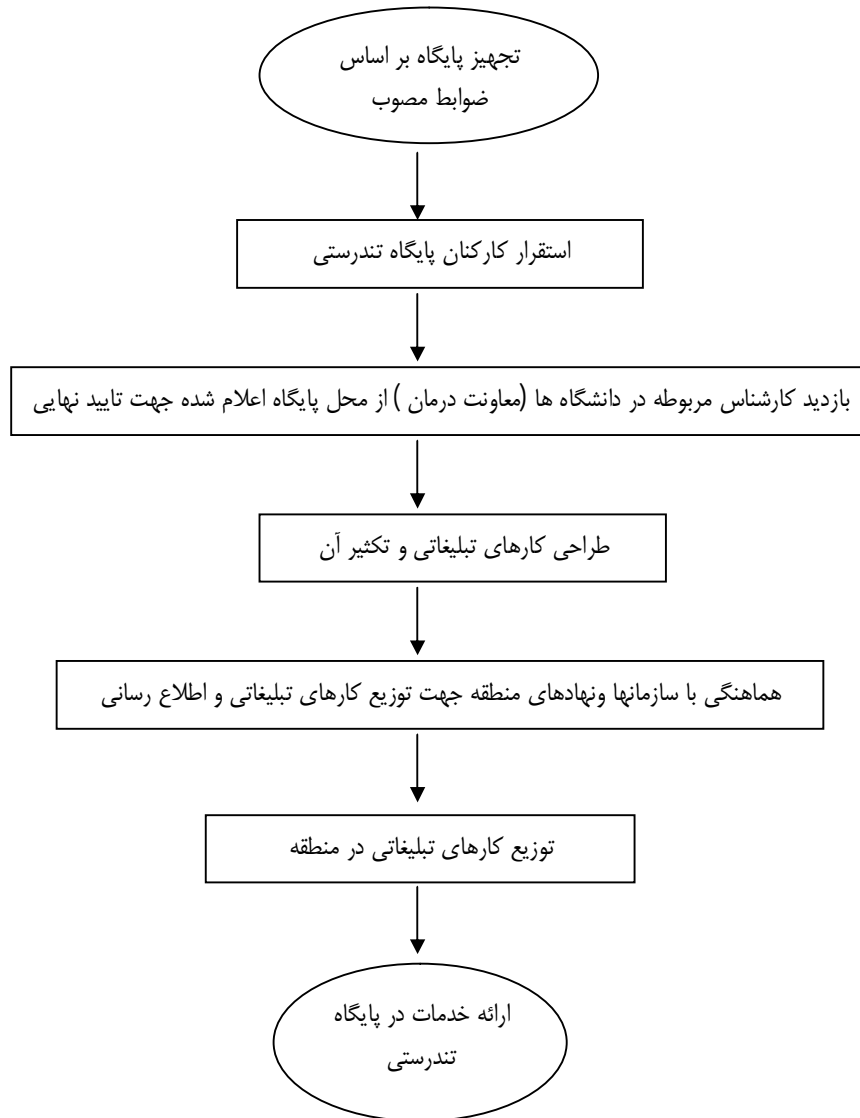 تجهیز پایگاه بر اساس
ضوابط مصوب
استقرار کارکنان پایگاه تندرستی
بازدید کارشناس مربوطه در دانشگاه ها (معاونت درمان ) از محل پایگاه اعلام شده جهت تایید نهایی
طراحی کارهای تبلیغاتی و تکثیر آن
هماهنگی با سازمانها ونهادهای منطقه جهت توزیع کارهای تبلیغاتی و اطلاع رسانی
توزیع کارهای تبلیغاتی در منطقه
ارائه خدمات در پایگاه
تندرستی